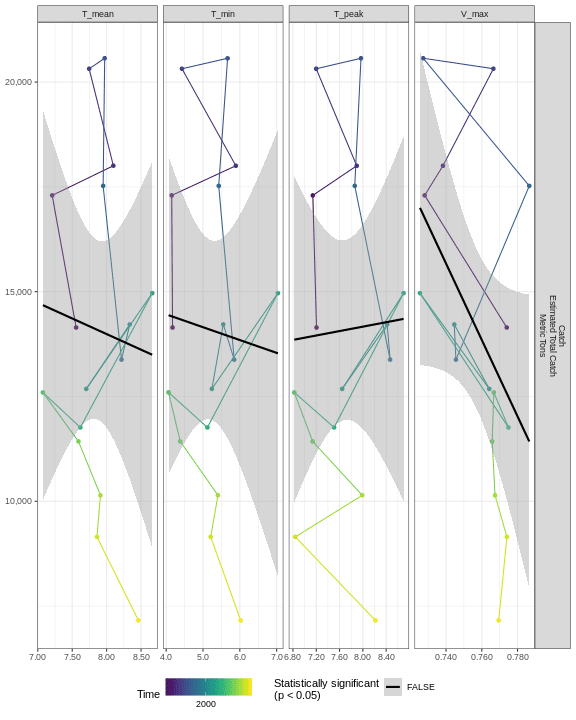 T_mean
T_min
T_peak
V_max
20,000
15,000
10,000
Catch
Estimated Total Catch
Metric Tons
7.00 7.50 8.00 8.50
4.0 5.0 6.0 7.0
6.80 7.20 7.60 8.00 8.40
0.740 0.760 0.780
Time
2000
Statistically significant
(p < 0.05)
FALSE